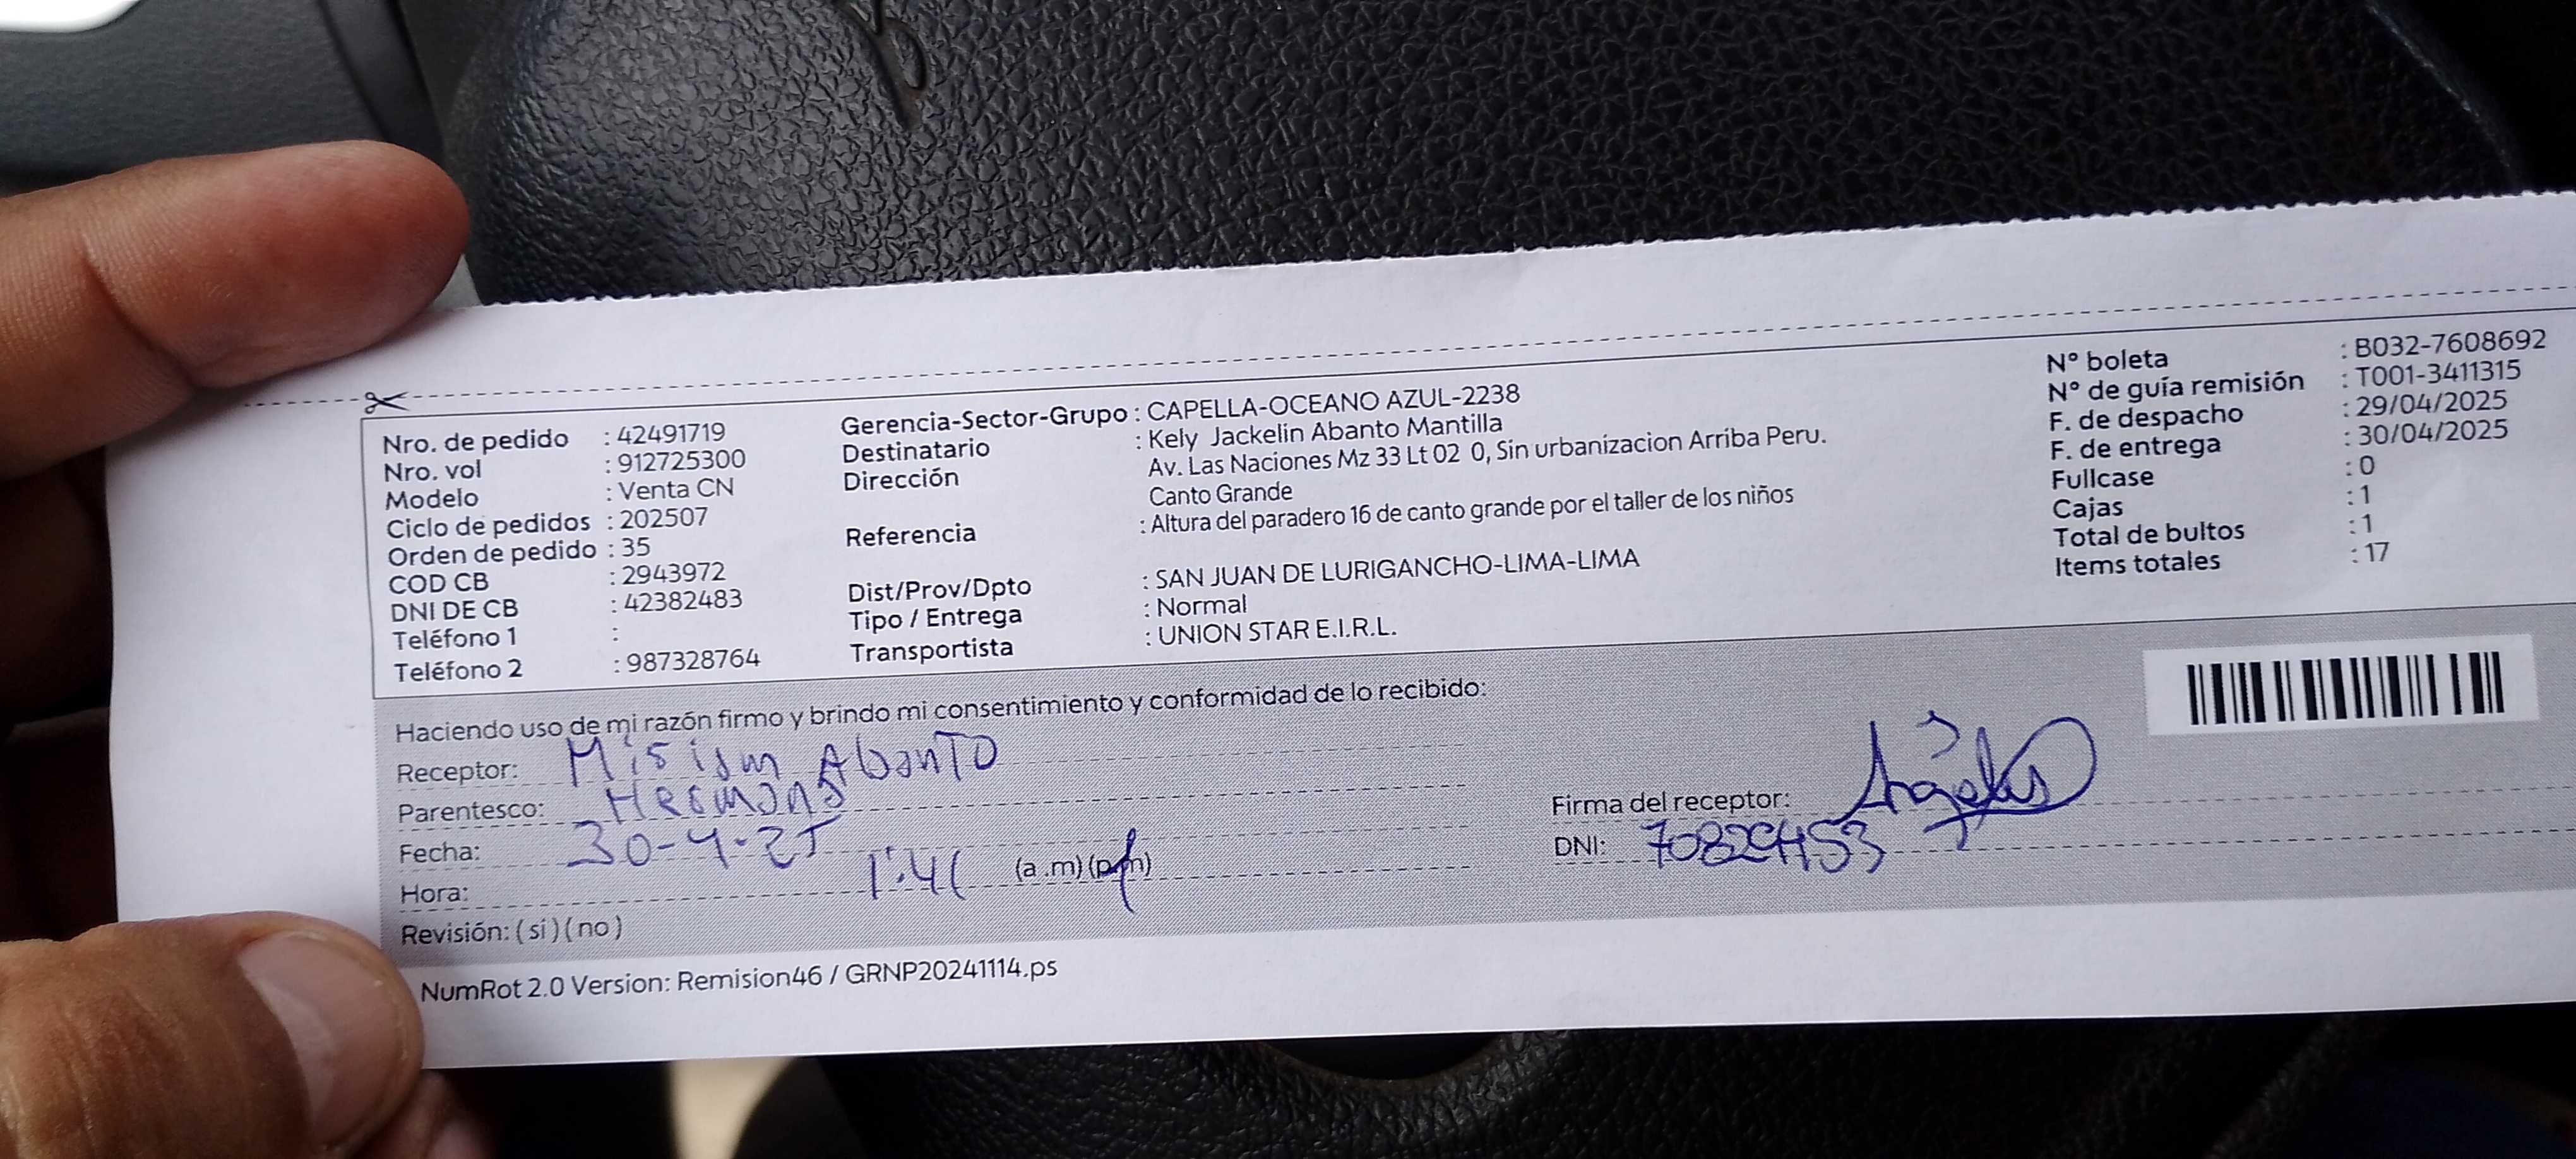 Nro. de pedido : 42491719
Nro. vol : 912725300
Modelo : Venta CN
Ciclo de pedidos : 202507
Orden de pedido : 35
COD CB : 2943972
DNI DE CB : 42382483
Teléfono 1 :
Teléfono 2 : 987328764
Gerencia-Sector-Grupo : CAPELLA-OCEANO AZUL-2238
Destinatario : Kely Jackelin Abanto Mantilla
Dirección Av. Las Naciones Mz 33 Lt 02 0, Sin urbanizacion Arriba Peru.
Canto Grande
Referencia : Altura del paradero 16 de canto grande por el taller de los niños
Dist/Prov/Dpto : SAN JUAN DE LURIGANCHO-LIMA-LIMA
Tipo / Entrega : Normal
Transportista : UNION STAR E.I.R.L.
N° boleta : B032-7608692
N° de guía remisión : T001-3411315
F. de despacho : 29/04/2025
F. de entrega : 30/04/2025
Fullcase : 0
Cajas : 1
Total de bultos : 1
Items totales : 17
Haciendo uso de mi razón firmo y brindo mi consentimiento y conformidad de lo recibido:
Receptor: Miriam Abanto
Parentesco: Hermana
Fecha: 30-4-25
Hora: 1:41 (a .m) (p.m)
Revisión: ( si ) ( no )
Firma del receptor:
DNI: 70829453
NumRot 2.0 Version: Remision46 / GRNP20241114.ps